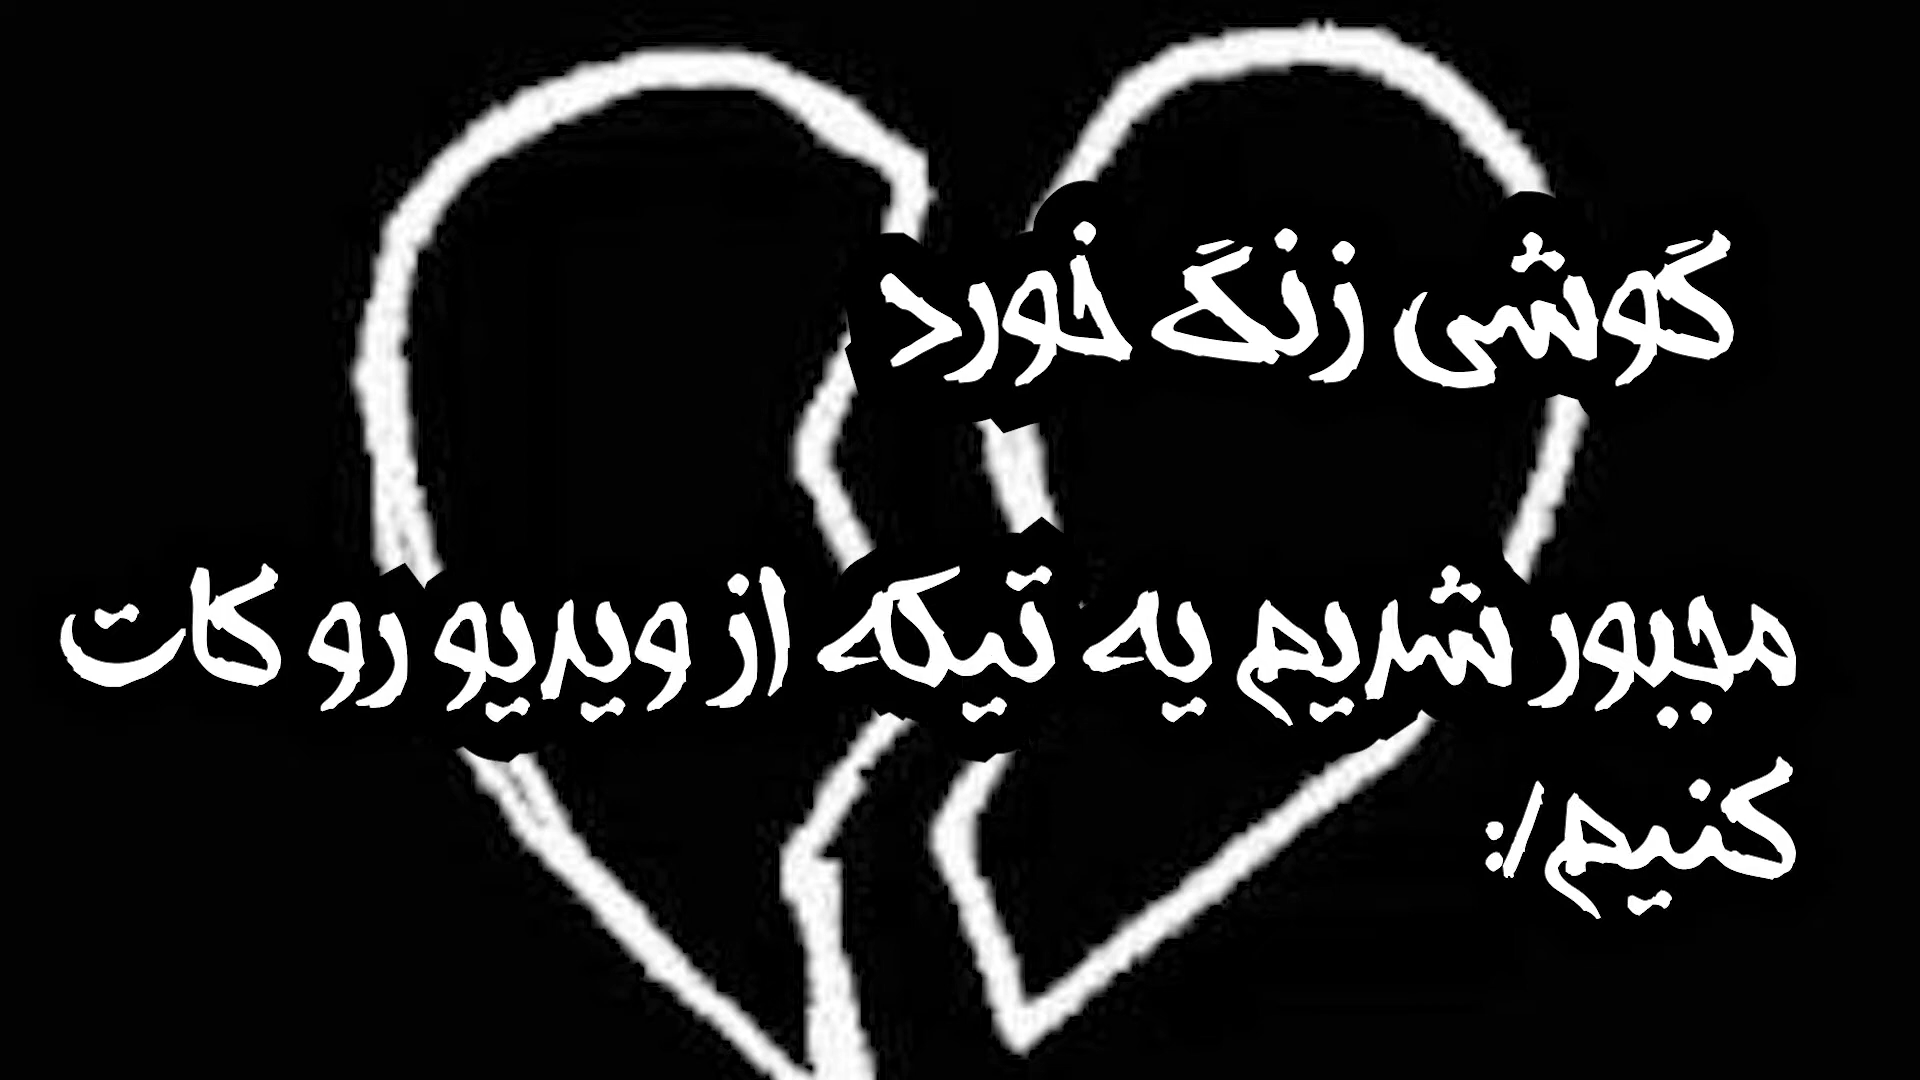 گوشی زنگ خورد
مجبور شدیم یه تیکه از ویدیو رو کات
کنیم :/